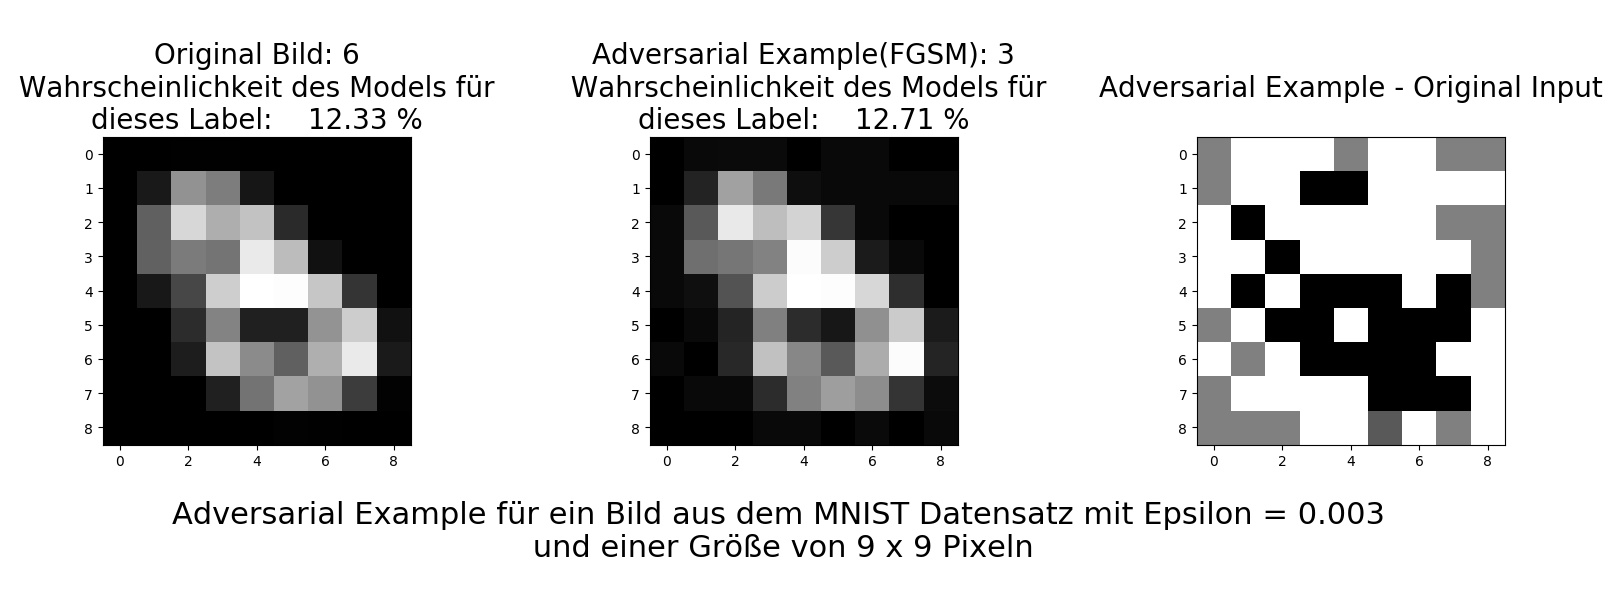 Original Bild: 6
Wahrscheinlichkeit des Models für
dieses Label:    12.33 %
Adversarial Example(FGSM): 3
Wahrscheinlichkeit des Models für
dieses Label:    12.71 %
Adversarial Example - Original Input
0
1
2
3
4
5
6
7
8
0 2 4 6 8
0
1
2
3
4
5
6
7
8
0 2 4 6 8
0
1
2
3
4
5
6
7
8
0 2 4 6 8
Adversarial Example für ein Bild aus dem MNIST Datensatz mit Epsilon = 0.003
und einer Größe von 9 x 9 Pixeln